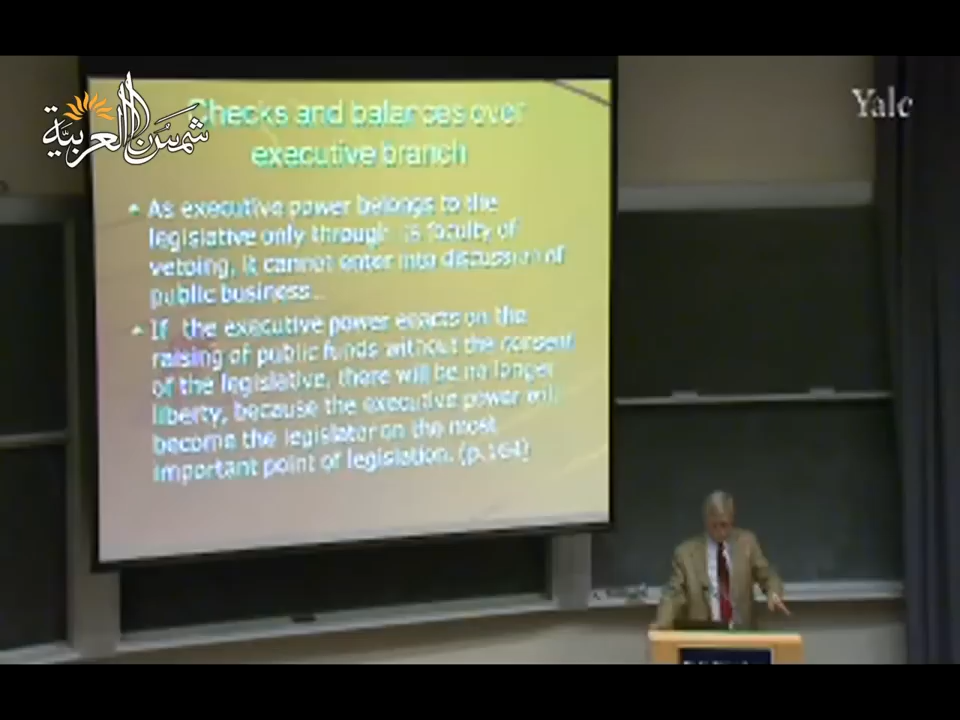 شمس العربية
Yale
Checks and balances over
executive branch
• As executive power belongs to the
legislative only through its faculty of
vetoing, it cannot enter into discussion of
public business...
• If the executive power enacts on the
raising of public funds without the consent
of the legislative, there will be no longer
liberty, because the executive power will
become the legislator on the most
important point of legislation. (p.164)